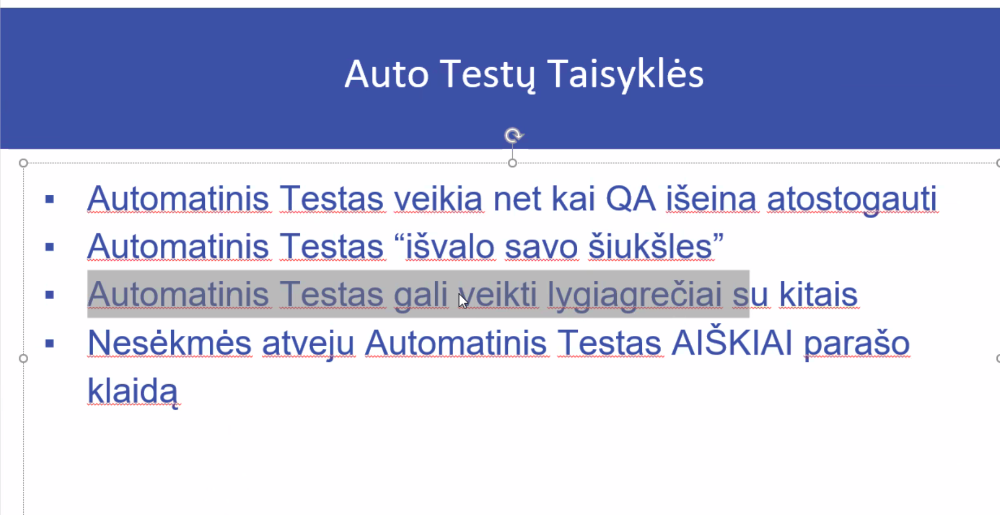 Auto Testų Taisyklės
▪ Automatinis Testas veikia net kai QA išeina atostogauti
▪ Automatinis Testas “išvalo savo šiukšles”
▪ Automatinis Testas gali veikti lygiagrečiai su kitais
▪ Nesėkmės atveju Automatinis Testas AIŠKIAI parašo
klaidą